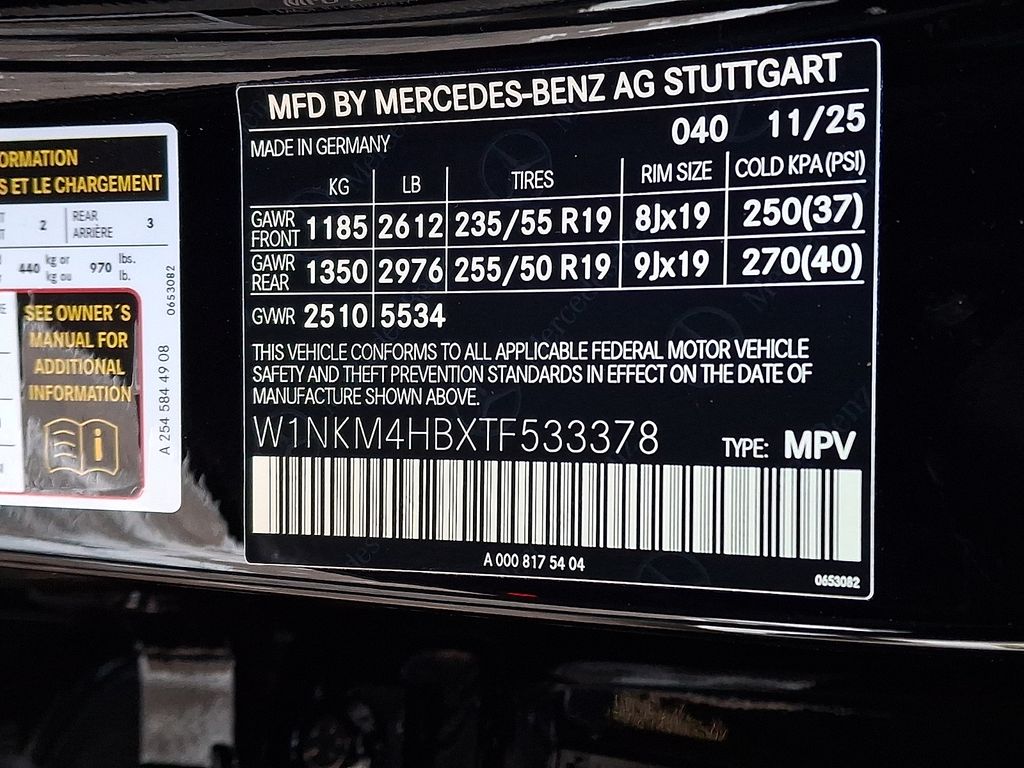 MFD BY MERCEDES-BENZ AG STUTTGART
MADE IN GERMANY 040 11/25
KG LB TIRES RIM SIZE COLD KPA (PSI)
GAWR FRONT 1185 2612 235/55 R19 8Jx19 250(37)
GAWR REAR 1350 2976 255/50 R19 9Jx19 270(40)
GVWR 2510 5534
THIS VEHICLE CONFORMS TO ALL APPLICABLE FEDERAL MOTOR VEHICLE
SAFETY AND THEFT PREVENTION STANDARDS IN EFFECT ON THE DATE OF
MANUFACTURE SHOWN ABOVE.
W1NKM4HBXTF533378 TYPE: MPV
A 000 817 54 04
0653082
ORMATION
S ET LE CHARGEMENT
2 REAR ARRIÈRE 3
440 kg or kg ou 970 lbs. lb.
SEE OWNER´S
MANUAL FOR
ADDITIONAL
INFORMATION
0653082
A 254 584 49 08